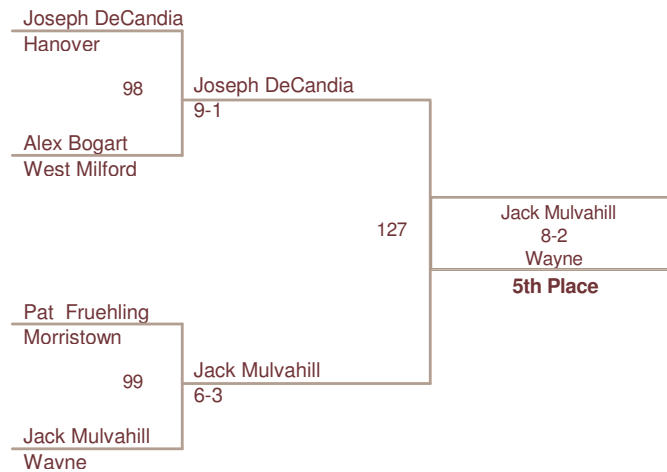 Joseph DeCandia
Hanover
98
Joseph DeCandia
9-1
Alex Bogart
West Milford
127
Jack Mulvahill
8-2
Wayne
5th Place
Pat  Fruehling
Morristown
99
Jack Mulvahill
6-3
Jack Mulvahill
Wayne